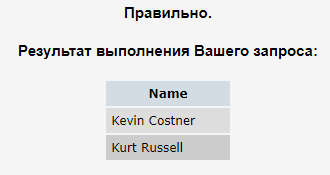 Правильно.
Результат выполнения Вашего запроса:
Name
Kevin Costner
Kurt Russell